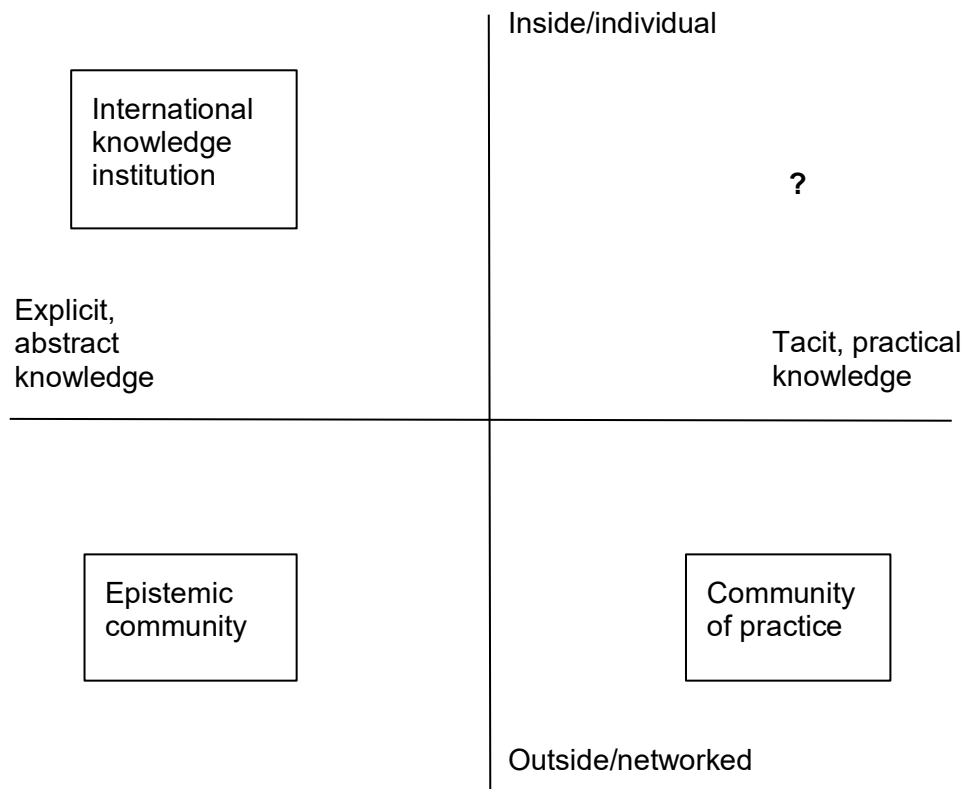 Inside/individual
International
knowledge
institution
?
Explicit,
abstract
knowledge
Tacit, practical
knowledge
Epistemic
community
Community
of practice
Outside/networked